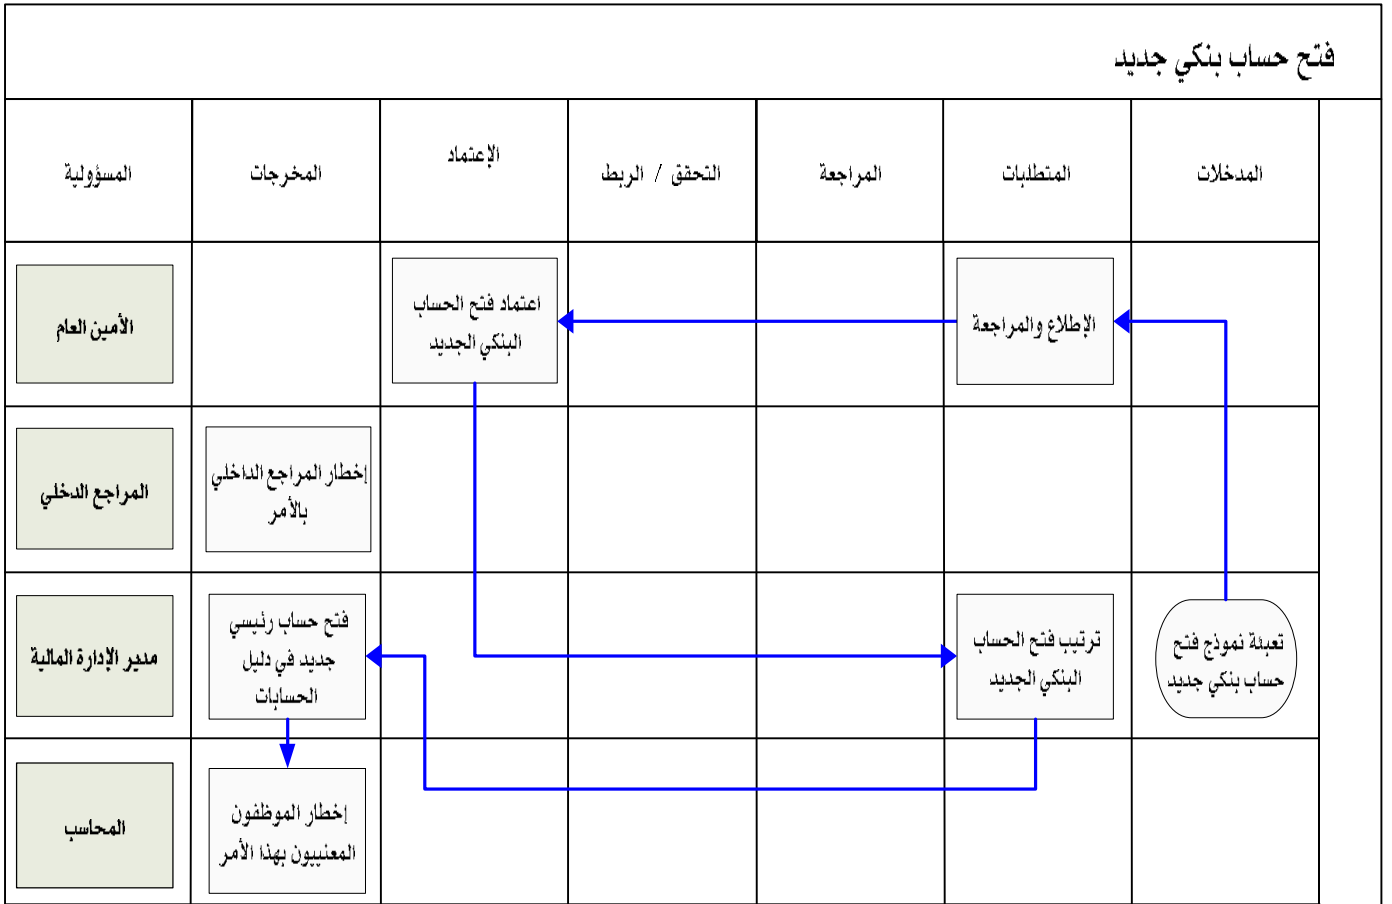 فتح حساب بنكي جديد
المدخلات
المتطلبات
المراجعة
التحقق / الربط
الإعتماد
المخرجات
المسؤولية
الإطلاع والمراجعة
اعتماد فتح الحساب
البنكي الجديد
الأمين العام
إخطار المراجع الداخلي
بالأمر
المراجع الدخلي
تعبئة نموذج فتح
حساب بنكي جديد
ترتيب فتح الحساب
البنكي الجديد
فتح حساب رئيسي
جديد في دليل
الحسابات
مدير الإدارة المالية
إخطار الموظفون
المعنييون بهذا الأمر
المحاسب